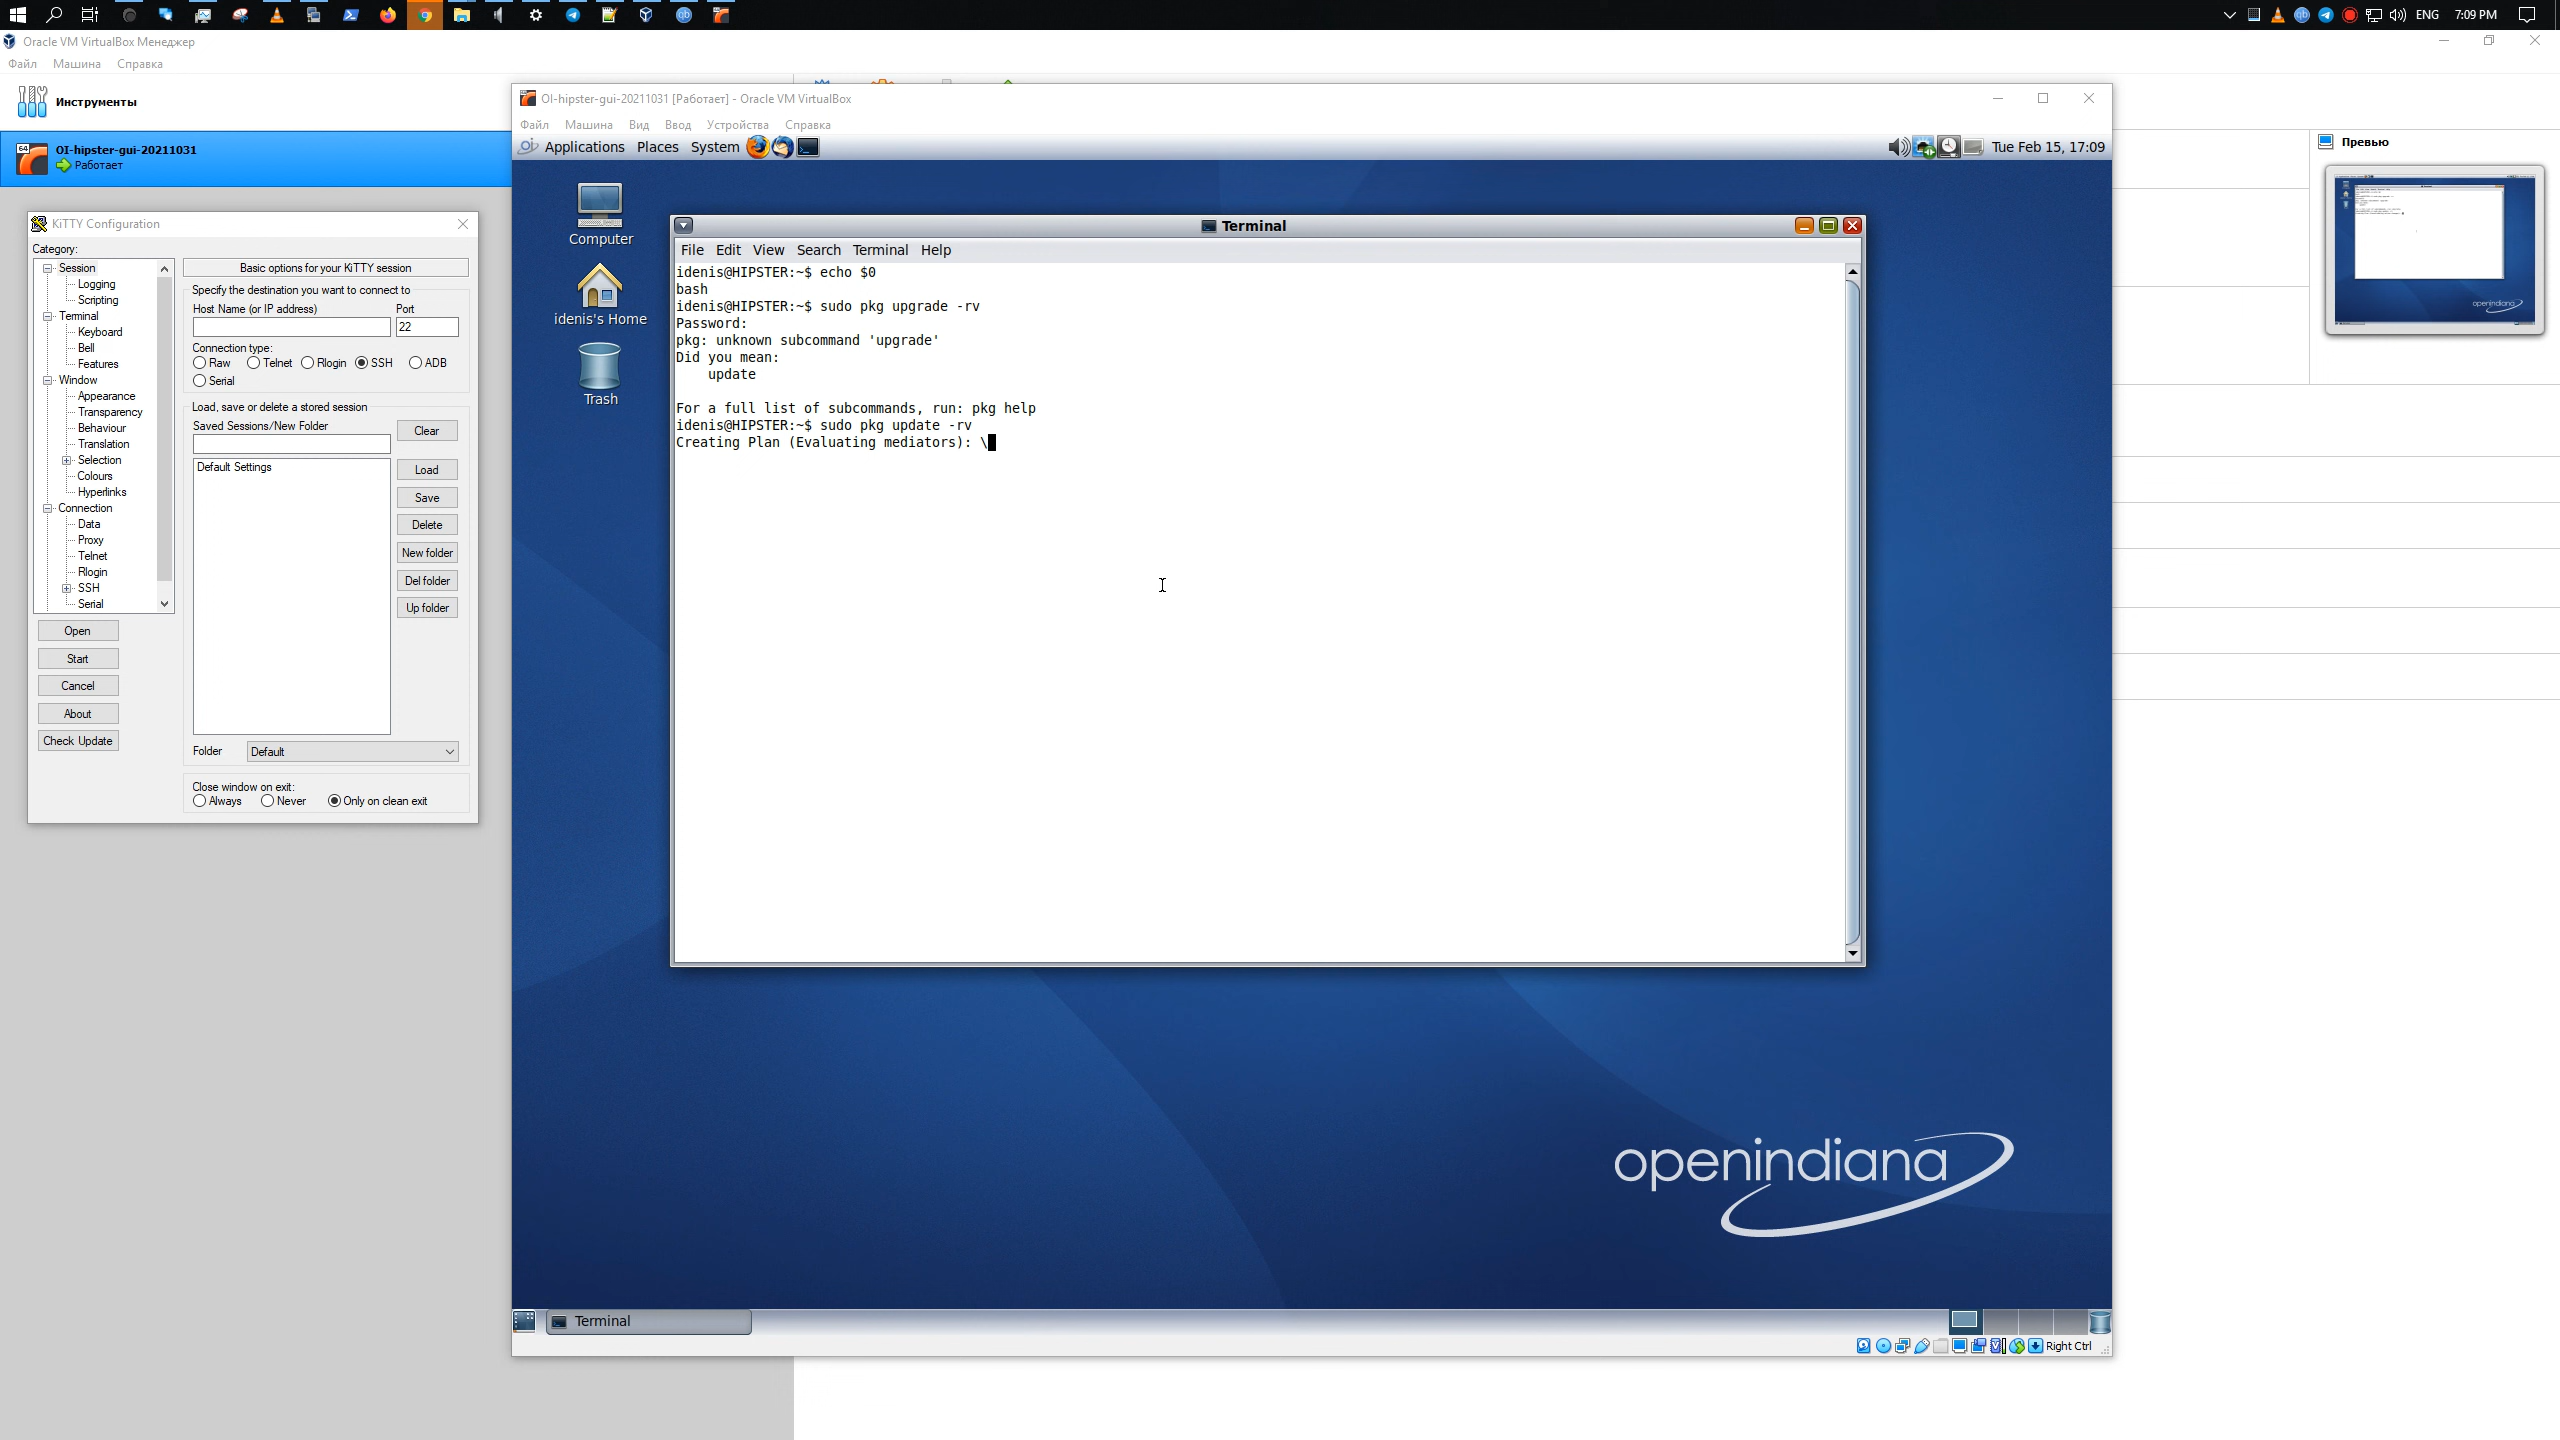 ENG 7:09 PM
Oracle VM VirtualBox Менеджер
Файл Машина Справка
Инструменты
64
OI-hipster-gui-20211031
Работает
KiTTY Configuration
Category:
Session
Logging
Scripting
Terminal
Keyboard
Bell
Features
Window
Appearance
Transparency
Behaviour
Translation
Selection
Colours
Hyperlinks
Connection
Data
Proxy
Telnet
Rlogin
SSH
Serial
Open
Start
Cancel
About
Check Update
Basic options for your KiTTY session
Specify the destination you want to connect to
Host Name (or IP address) Port
22
Connection type:
Raw Telnet Rlogin SSH ADB
Serial
Load, save or delete a stored session
Saved Sessions/New Folder
Clear
Default Settings
Load
Save
Delete
New folder
Del folder
Up folder
Folder Default
Close window on exit:
Always Never Only on clean exit
OI-hipster-gui-20211031 [Работает] - Oracle VM VirtualBox
Файл Машина Вид Ввод Устройства Справка
Applications Places System
Tue Feb 15, 17:09
Computer
idenis's Home
Trash
Terminal
File Edit View Search Terminal Help
idenis@HIPSTER:~$ echo $0
bash
idenis@HIPSTER:~$ sudo pkg upgrade -rv
Password:
pkg: unknown subcommand 'upgrade'
Did you mean:
update
For a full list of subcommands, run: pkg help
idenis@HIPSTER:~$ sudo pkg update -rv
Creating Plan (Evaluating mediators): \
openindiana
Terminal
Right Ctrl
Превью
openindiana